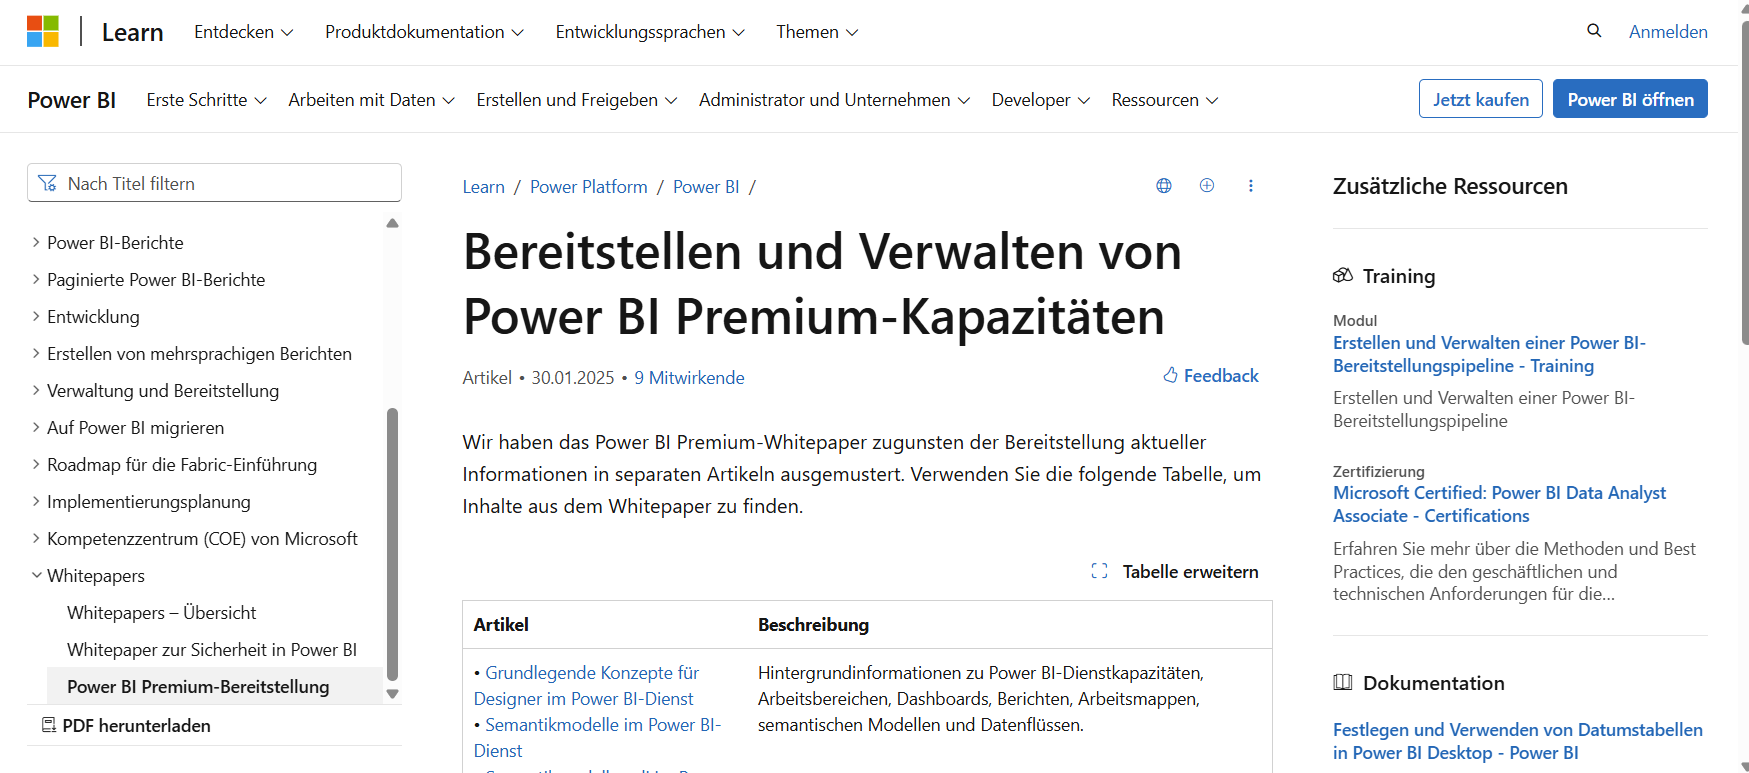 Learn
Entdecken
Produktdokumentation
Entwicklungssprachen
Themen
Anmelden
Power BI
Erste Schritte
Arbeiten mit Daten
Erstellen und Freigeben
Administrator und Unternehmen
Developer
Ressourcen
Jetzt kaufen
Power BI öffnen
Nach Titel filtern
Power BI-Berichte
Paginierte Power BI-Berichte
Entwicklung
Erstellen von mehrsprachigen Berichten
Verwaltung und Bereitstellung
Auf Power BI migrieren
Roadmap für die Fabric-Einführung
Implementierungsplanung
Kompetenzzentrum (COE) von Microsoft
Whitepapers
Whitepapers – Übersicht
Whitepaper zur Sicherheit in Power BI
Power BI Premium-Bereitstellung
PDF herunterladen
Learn / Power Platform / Power BI /
Bereitstellen und Verwalten von
Power BI Premium-Kapazitäten
Artikel • 30.01.2025 • 9 Mitwirkende
Feedback
Wir haben das Power BI Premium-Whitepaper zugunsten der Bereitstellung aktueller
Informationen in separaten Artikeln ausgemustert. Verwenden Sie die folgende Tabelle, um
Inhalte aus dem Whitepaper zu finden.
Tabelle erweitern
Artikel
Beschreibung
• Grundlegende Konzepte für
Designer im Power BI-Dienst
• Semantikmodelle im Power BI-
Dienst
Hintergrundinformationen zu Power BI-Dienstkapazitäten,
Arbeitsbereichen, Dashboards, Berichten, Arbeitsmappen,
semantischen Modellen und Datenflüssen.
Zusätzliche Ressourcen
Training
Modul
Erstellen und Verwalten einer Power BI-
Bereitstellungspipeline - Training
Erstellen und Verwalten einer Power BI-
Bereitstellungspipeline
Zertifizierung
Microsoft Certified: Power BI Data Analyst
Associate - Certifications
Erfahren Sie mehr über die Methoden und Best
Practices, die den geschäftlichen und
technischen Anforderungen für die...
Dokumentation
Festlegen und Verwenden von Datumstabellen
in Power BI Desktop - Power BI